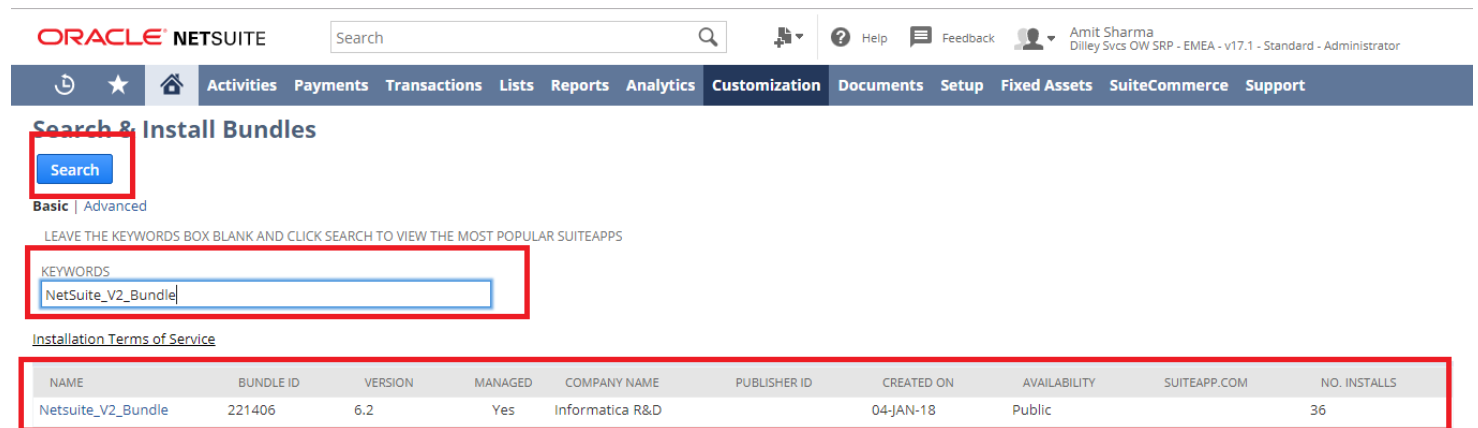 ORACLE NETSUITE Search Help Feedback Amit Sharma
Dilley Svcs OW SRP - EMEA - v17.1 - Standard - Administrator
Activities Payments Transactions Lists Reports Analytics Customization Documents Setup Fixed Assets SuiteCommerce Support
Search & Install Bundles
Search
Basic | Advanced
LEAVE THE KEYWORDS BOX BLANK AND CLICK SEARCH TO VIEW THE MOST POPULAR SUITEAPPS
KEYWORDS
NetSuite_V2_Bundle
Installation Terms of Service
NAME BUNDLE ID VERSION MANAGED COMPANY NAME PUBLISHER ID CREATED ON AVAILABILITY SUITEAPP.COM NO. INSTALLS
Netsuite_V2_Bundle 221406 6.2 Yes Informatica R&D 04-JAN-18 Public 36